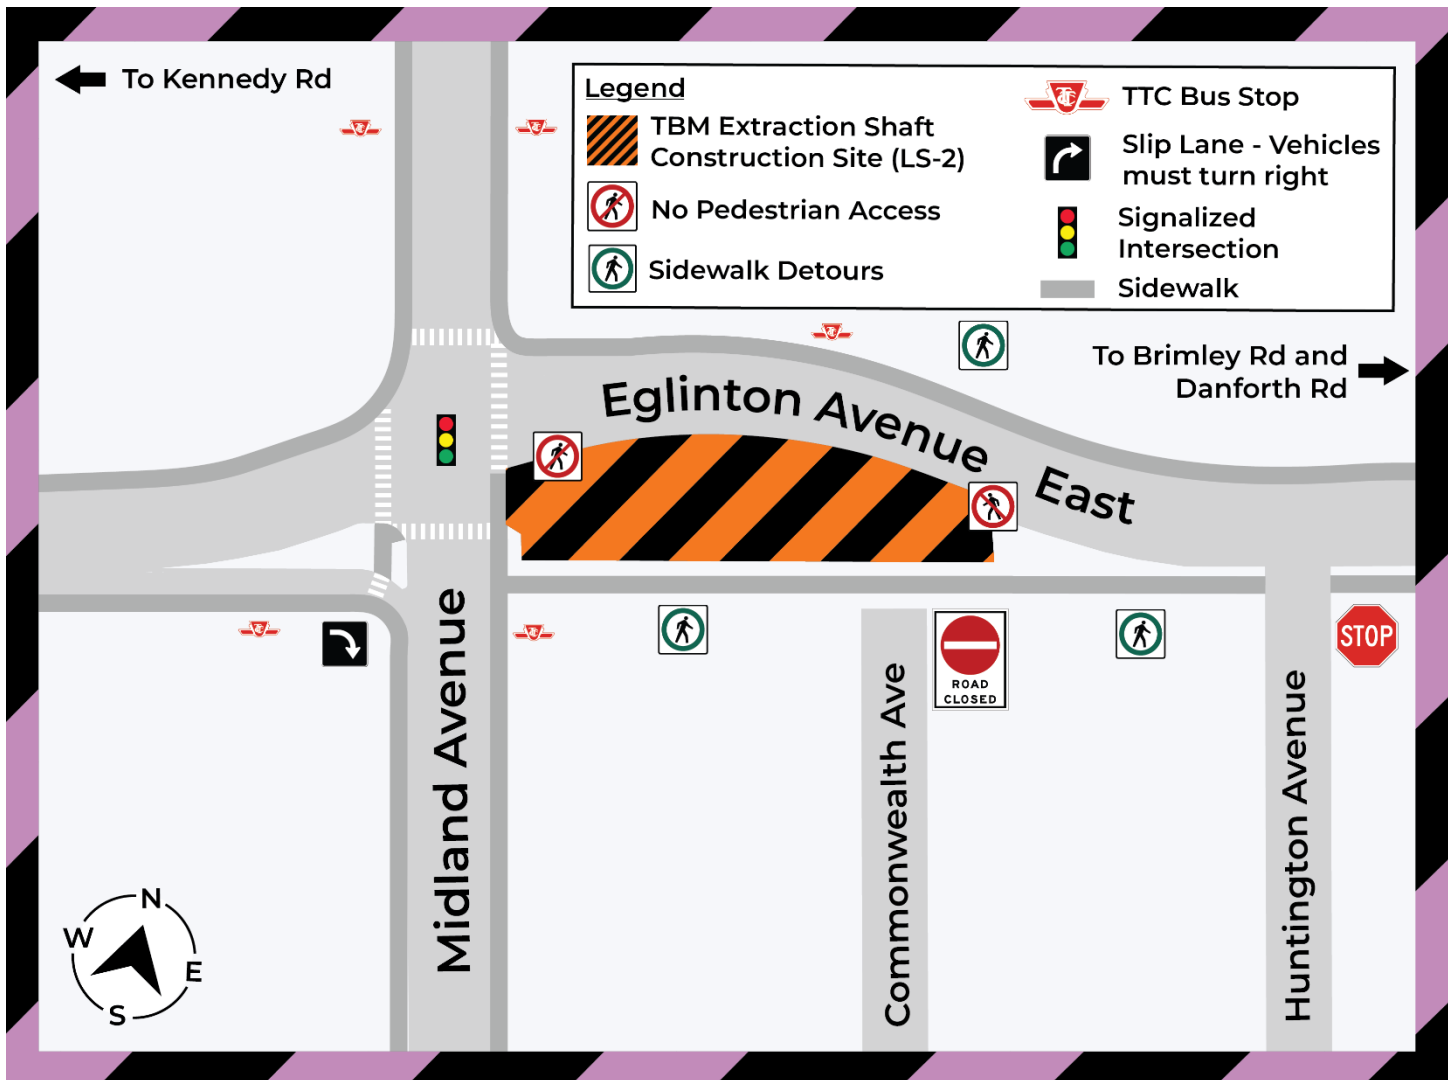 To Kennedy Rd
Legend
TBM Extraction Shaft
Construction Site (LS-2)
No Pedestrian Access
Sidewalk Detours
TTC Bus Stop
Slip Lane - Vehicles
must turn right
Signalized
Intersection
Sidewalk
To Brimley Rd and
Danforth Rd
Eglinton Avenue East
Midland Avenue
Commonwealth Ave
ROAD
CLOSED
STOP
Huntington Avenue
N
W
E
S